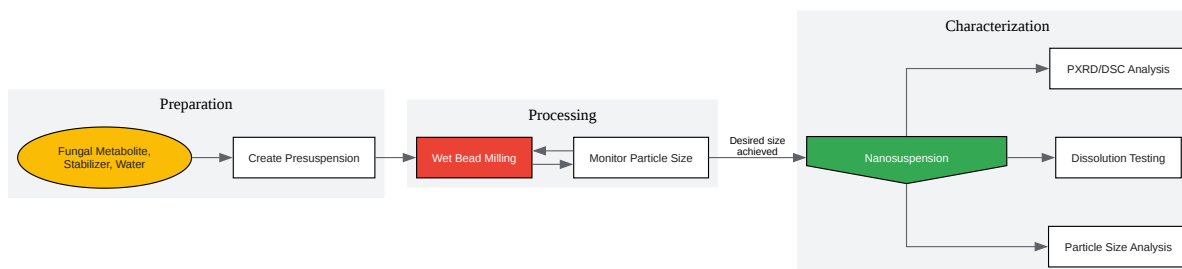 Preparation
Fungal Metabolite,
Stabilizer, Water
Create Presuspension
Processing
Wet Bead Milling
Monitor Particle Size
Desired size
achieved
Characterization
Nanosuspension
PXRD/DSC Analysis
Dissolution Testing
Particle Size Analysis